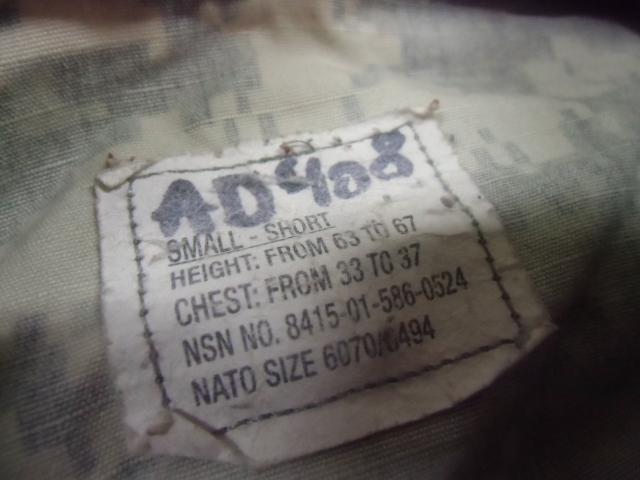 AD408
SMALL - SHORT
HEIGHT: FROM 63 TO 67
CHEST: FROM 33 TO 37
NSN NO. 8415-01-586-0524
NATO SIZE 6070/8494